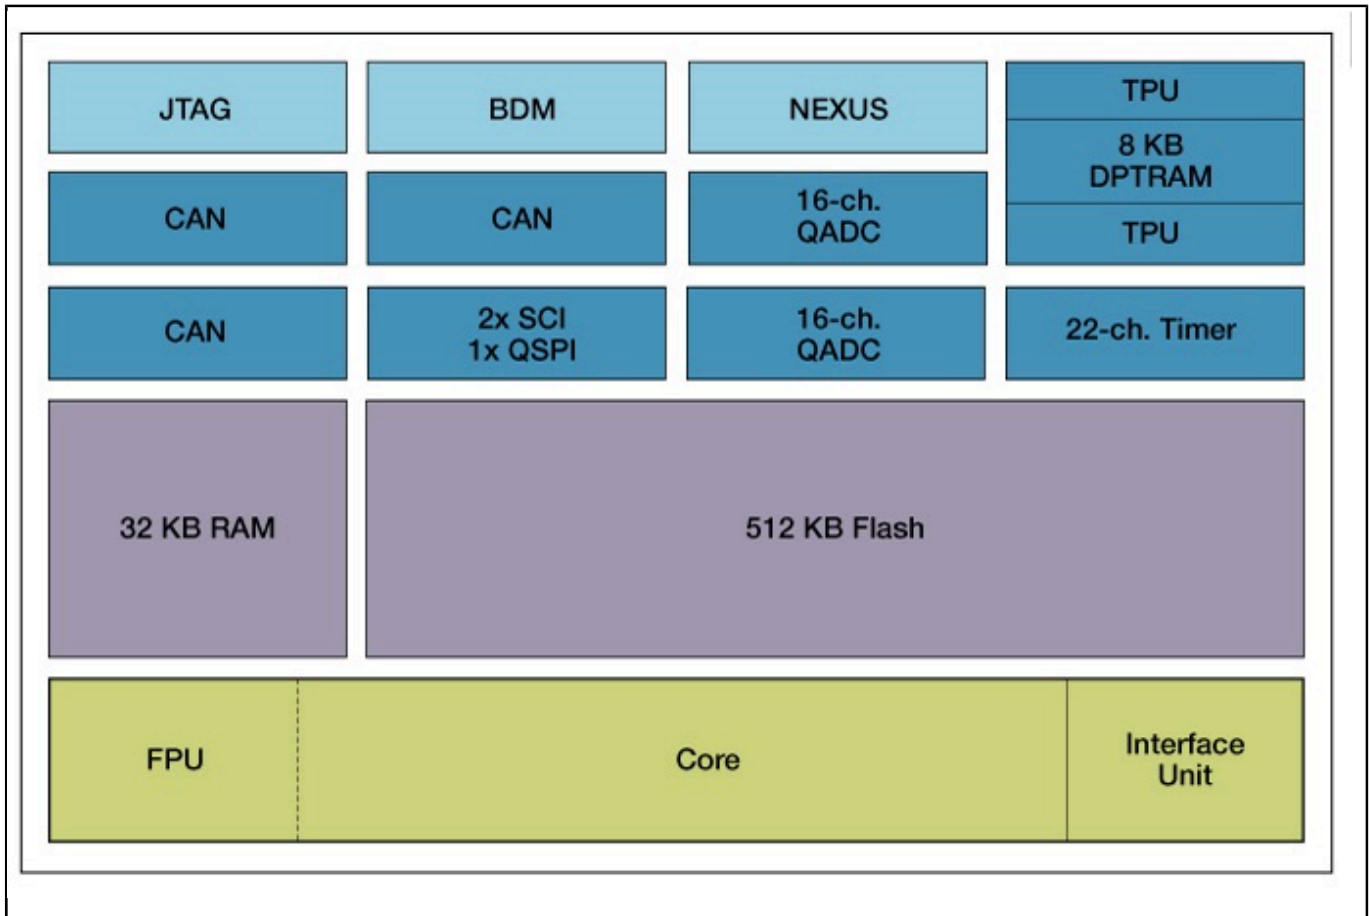 JTAG
BDM
NEXUS
TPU
8 KB
DPTRAM
TPU
CAN
CAN
16-ch.
QADC
CAN
2x SCI
1x QSPI
16-ch.
QADC
22-ch. Timer
32 KB RAM
512 KB Flash
FPU
Core
Interface
Unit